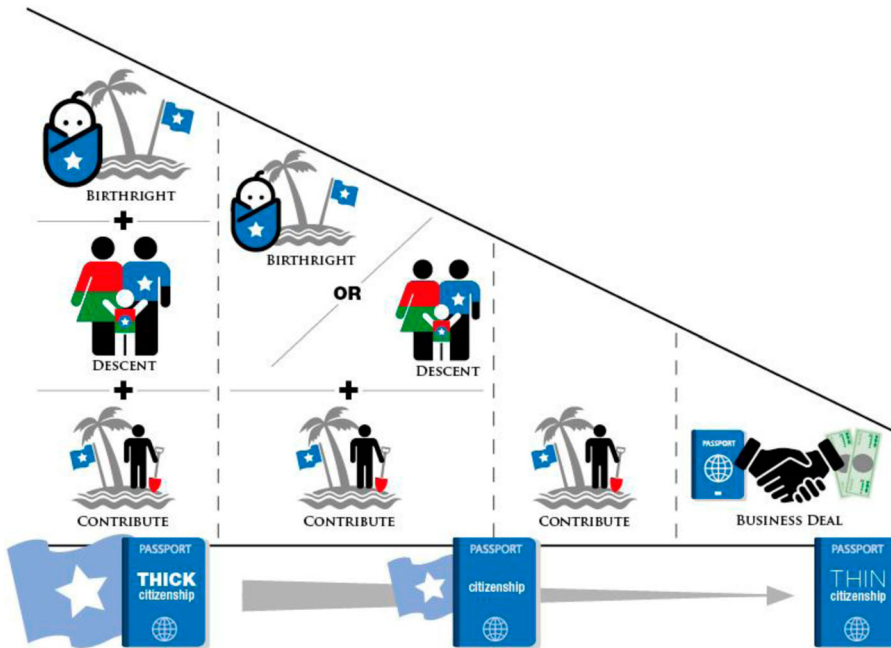 BIRTHRIGHT
+
DESCENT
+
CONTRIBUTE
BIRTHRIGHT
OR
DESCENT
+
CONTRIBUTE
CONTRIBUTE
PASSPORT
BUSINESS DEAL
PASSPORT
THICK
citizenship
PASSPORT
citizenship
PASSPORT
THIN
citizenship